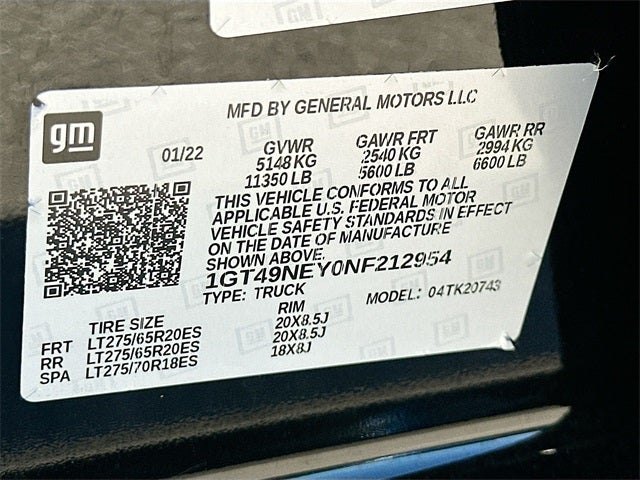 MFD BY GENERAL MOTORS LLC
gm
01/22
GVWR GAWR FRT GAWR RR
5148 KG 2540 KG 2994 KG
11350 LB 5600 LB 6600 LB
THIS VEHICLE CONFORMS TO ALL
APPLICABLE U.S. FEDERAL MOTOR
VEHICLE SAFETY STANDARDS IN EFFECT
ON THE DATE OF MANUFACTURE
SHOWN ABOVE.
1GT49NEY0NF212954
TYPE: TRUCK MODEL: 04TK20743
TIRE SIZE RIM
FRT LT275/65R20ES 20X8.5J
RR LT275/65R20ES 20X8.5J
SPA LT275/70R18ES 18X8J